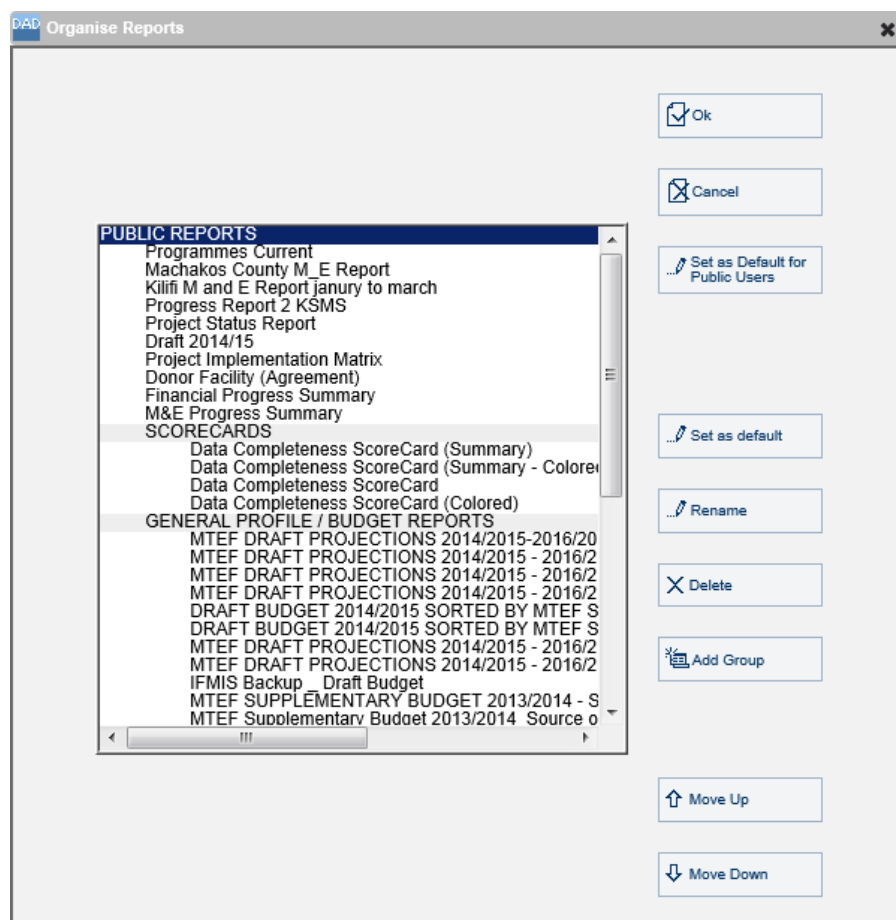 DAD Organise Reports
PUBLIC REPORTS
Programmes Current
Machakos County M_E Report
Kilifi M and E Report janury to march
Progress Report 2 KSMS
Project Status Report
Draft 2014/15
Project Implementation Matrix
Donor Facility (Agreement)
Financial Progress Summary
M&E Progress Summary
SCORECARDS
Data Completeness ScoreCard (Summary)
Data Completeness ScoreCard (Summary - Colore
Data Completeness ScoreCard
Data Completeness ScoreCard (Colored)
GENERAL PROFILE / BUDGET REPORTS
MTEF DRAFT PROJECTIONS 2014/2015-2016/20
MTEF DRAFT PROJECTIONS 2014/2015 - 2016/2
MTEF DRAFT PROJECTIONS 2014/2015 - 2016/2
MTEF DRAFT PROJECTIONS 2014/2015 - 2016/2
DRAFT BUDGET 2014/2015 SORTED BY MTEF S
DRAFT BUDGET 2014/2015 SORTED BY MTEF S
MTEF DRAFT PROJECTIONS 2014/2015 - 2016/2
MTEF DRAFT PROJECTIONS 2014/2015 - 2016/2
IFMIS Backup _ Draft Budget
MTEF SUPPLEMENTARY BUDGET 2013/2014 - S
MTEF Supplementary Budget 2013/2014 Source o
Ok
Cancel
Set as Default for
Public Users
Set as default
Rename
Delete
Add Group
Move Up
Move Down